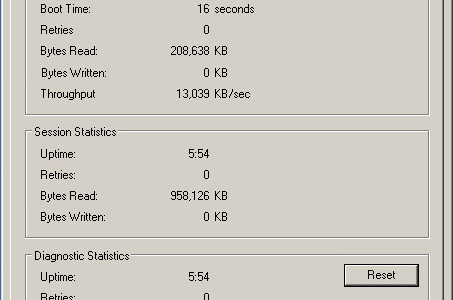 Boot Time: 16 seconds
Retries 0
Bytes Read: 208,638 KB
Bytes Written: 0 KB
Throughput 13,039 KB/sec
Session Statistics
Uptime: 5:54
Retries: 0
Bytes Read: 958,126 KB
Bytes Written: 0 KB
Diagnostic Statistics
Uptime: 5:54 Reset
Retries: 0